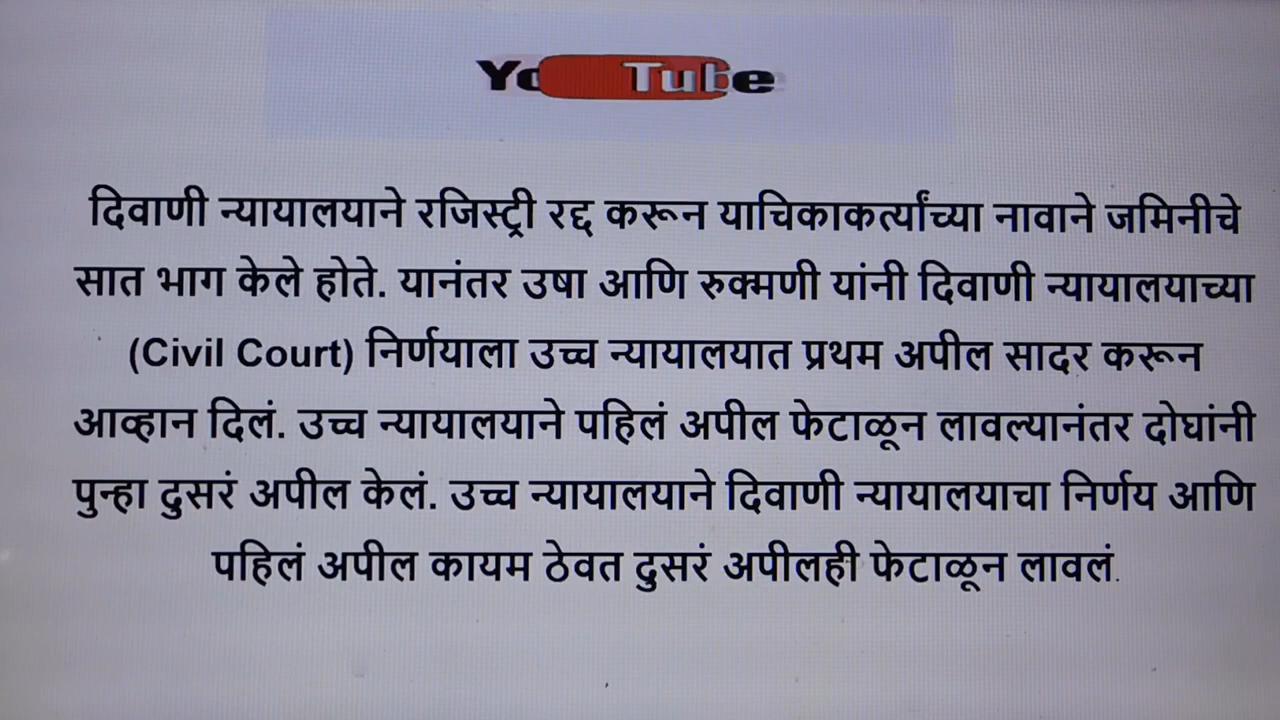 YouTube
दिवाणी न्यायालयाने रजिस्ट्री रद्द करून याचिकाकर्त्यांच्या नावाने जमिनीचे
सात भाग केले होते. यानंतर उषा आणि रुक्मणी यांनी दिवाणी न्यायालयाच्या
(Civil Court) निर्णयाला उच्च न्यायालयात प्रथम अपील सादर करून
आव्हान दिलं. उच्च न्यायालयाने पहिलं अपील फेटाळून लावल्यानंतर दोघांनी
पुन्हा दुसरं अपील केलं. उच्च न्यायालयाने दिवाणी न्यायालयाचा निर्णय आणि
पहिलं अपील कायम ठेवत दुसरं अपीलही फेटाळून लावलं.